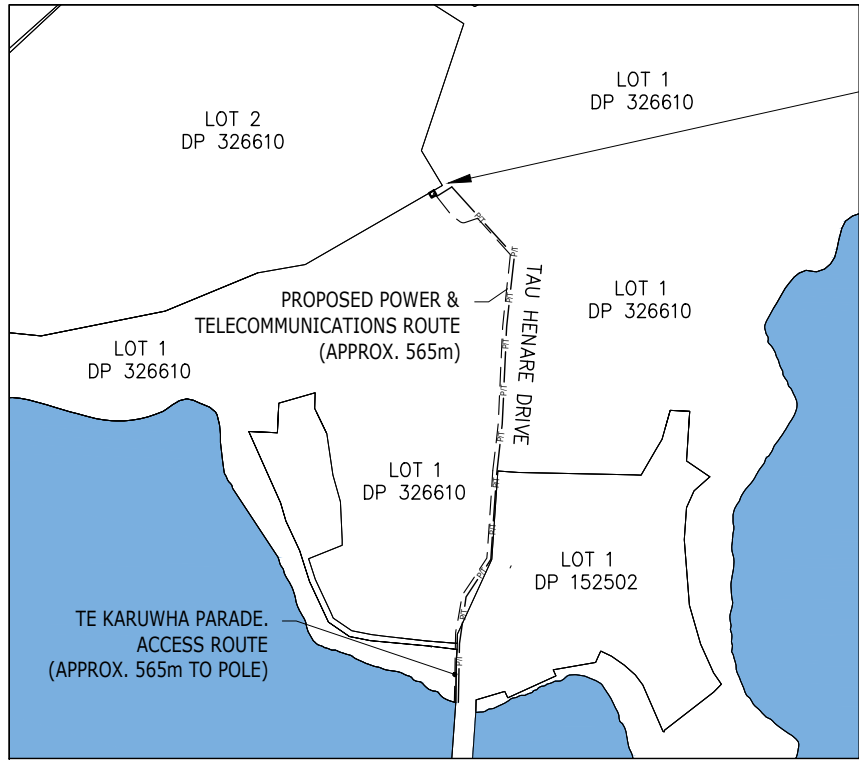 LOT 1
DP 326610
LOT 2
DP 326610
P/T
P/T
TAU HENARE DRIVE
LOT 1
DP 326610
PROPOSED POWER &
TELECOMMUNICATIONS ROUTE
(APPROX. 565m)
P/T
P/T
LOT 1
DP 326610
P/T
P/T
LOT 1
DP 326610
P/T
P/T
LOT 1
DP 152502
P/T
P/T
TE KARUWHA PARADE.
ACCESS ROUTE
(APPROX. 565m TO POLE)
P/T